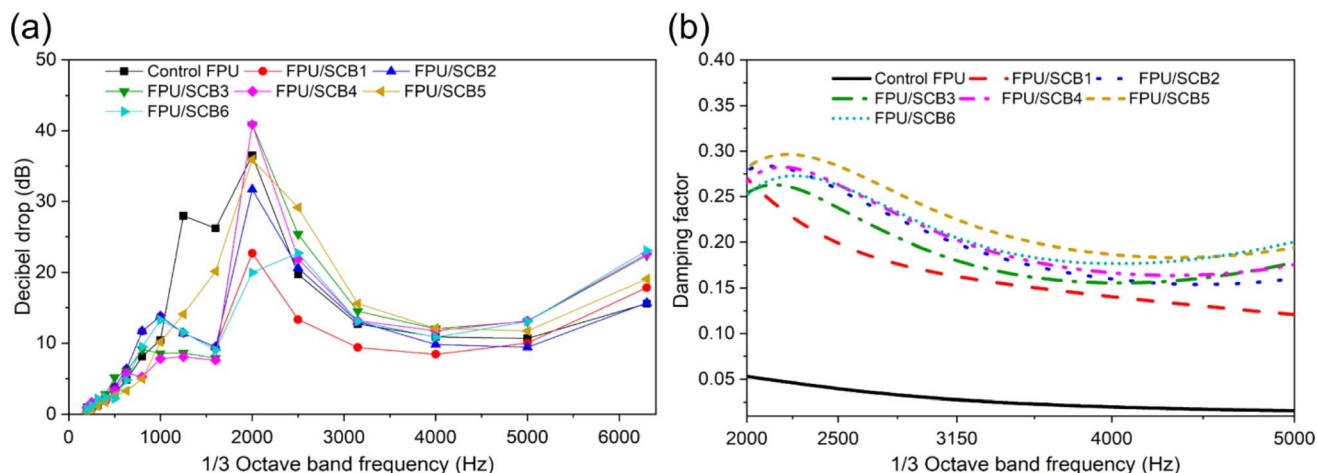 (a)
50
40
30
20
10
0
Decibel drop (dB)
Control FPU FPU/SCB1 FPU/SCB2
FPU/SCB3 FPU/SCB4 FPU/SCB5
FPU/SCB6
0 1000 2000 3000 4000 5000 6000
1/3 Octave band frequency (Hz)
(b)
0.40
0.35
0.30
0.25
0.20
0.15
0.10
0.05
Damping factor
Control FPU FPU/SCB1 FPU/SCB2
FPU/SCB3 FPU/SCB4 FPU/SCB5
FPU/SCB6
2000 2500 3150 4000 5000
1/3 Octave band frequency (Hz)